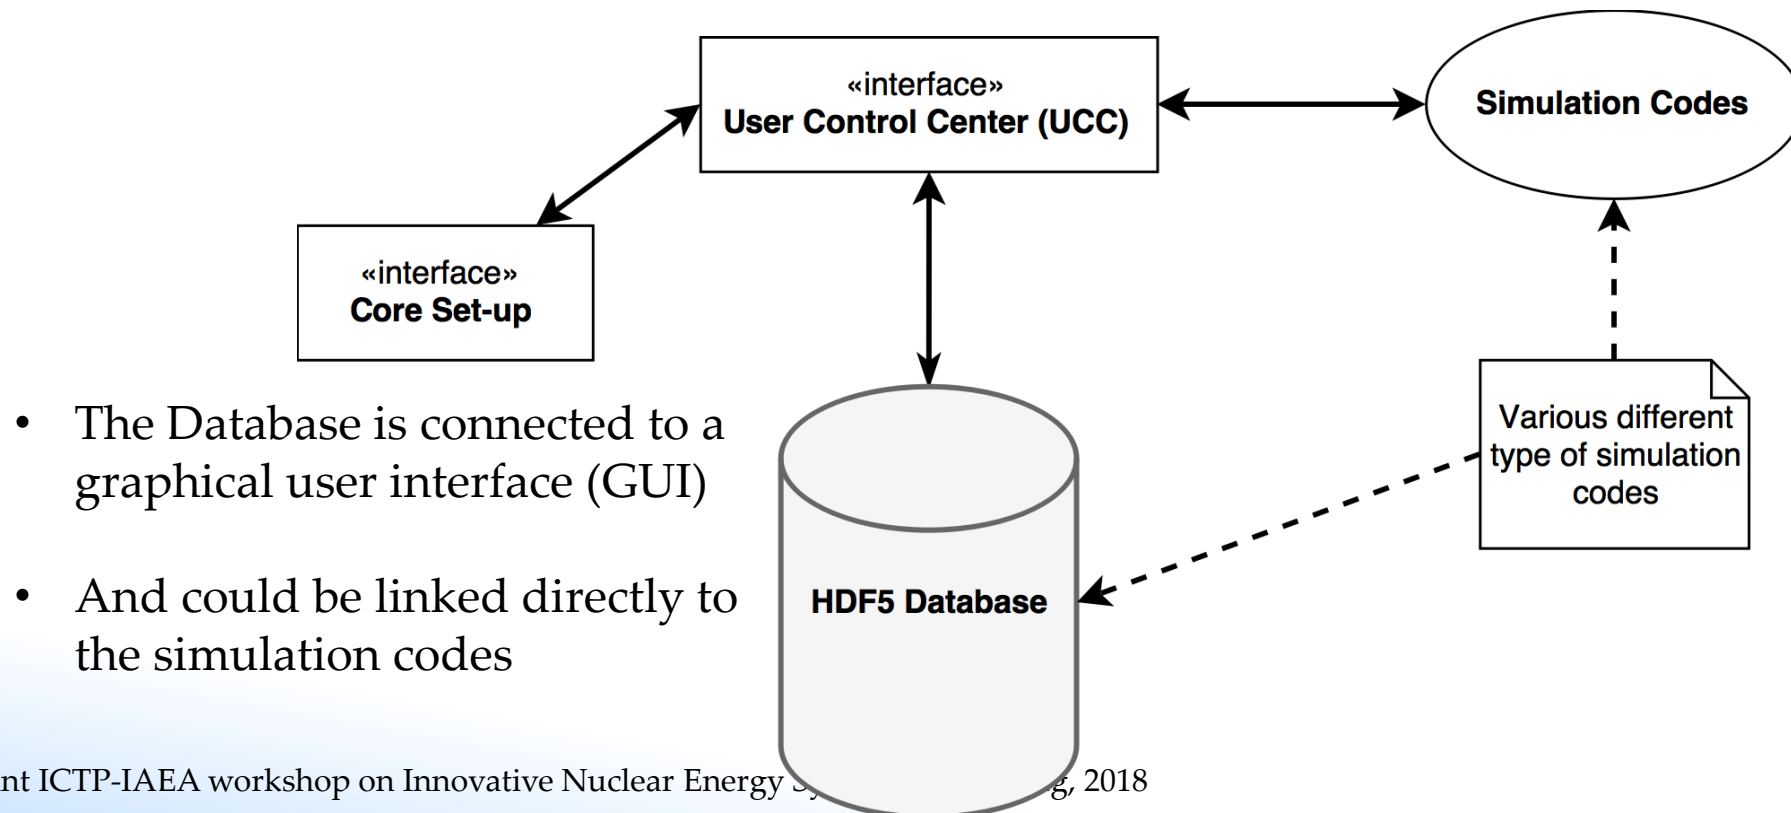 «interface»
User Control Center (UCC)
Simulation Codes
«interface»
Core Set-up
• The Database is connected to a
graphical user interface (GUI)
• And could be linked directly to
the simulation codes
HDF5 Database
Various different
type of simulation
codes
nt ICTP-IAEA workshop on Innovative Nuclear Energy , 2018